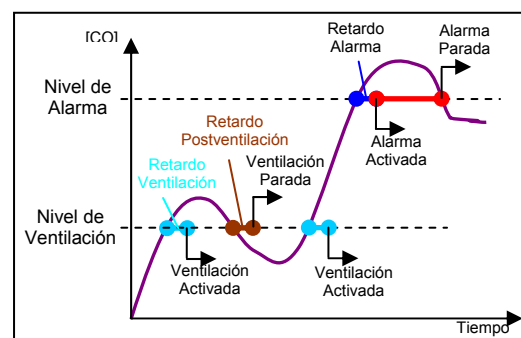 [CO]
Retardo
Alarma
Alarma
Parada
Nivel de
Alarma
Alarma
Activada
Retardo
Postventilación
Retardo
Ventilación
Ventilación
Parada
Nivel de
Ventilación
Ventilación
Activada
Ventilación
Activada
Tiempo